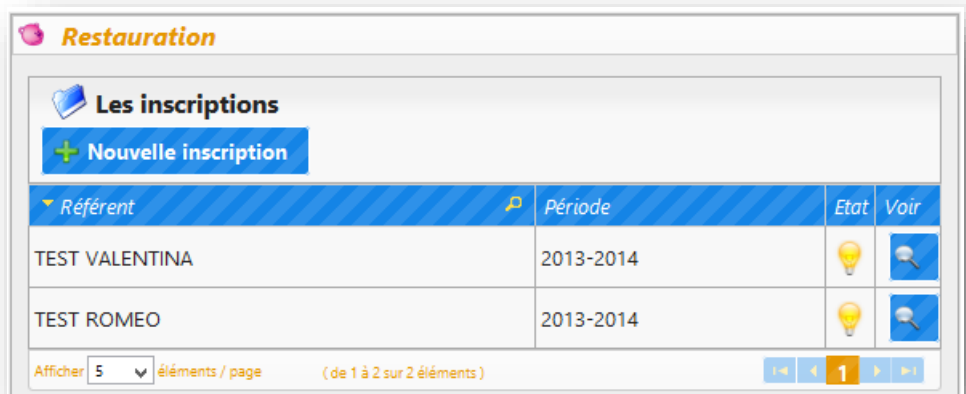 Restauration
Les inscriptions
Nouvelle inscription
Référent Période Etat Voir
TEST VALENTINA 2013-2014
TEST ROMEO 2013-2014
Afficher 5 éléments / page ( de 1 à 2 sur 2 éléments ) 1